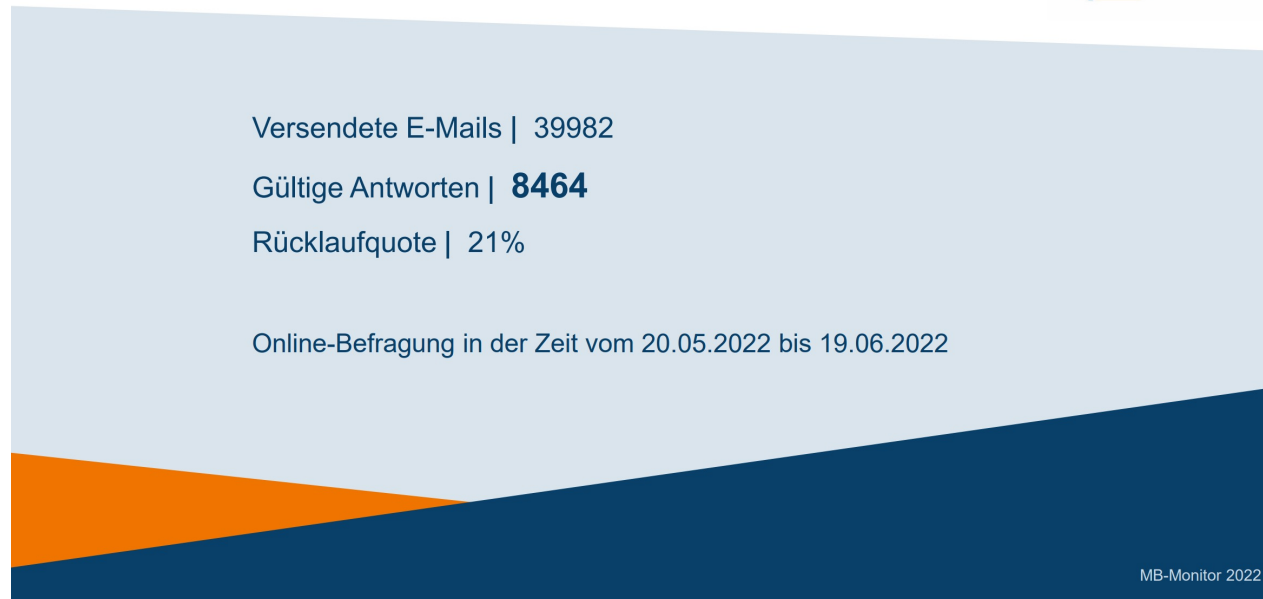 Versendete E-Mails | 39982
Gültige Antworten | 8464
Rücklaufquote | 21%
Online-Befragung in der Zeit vom 20.05.2022 bis 19.06.2022
MB-Monitor 2022